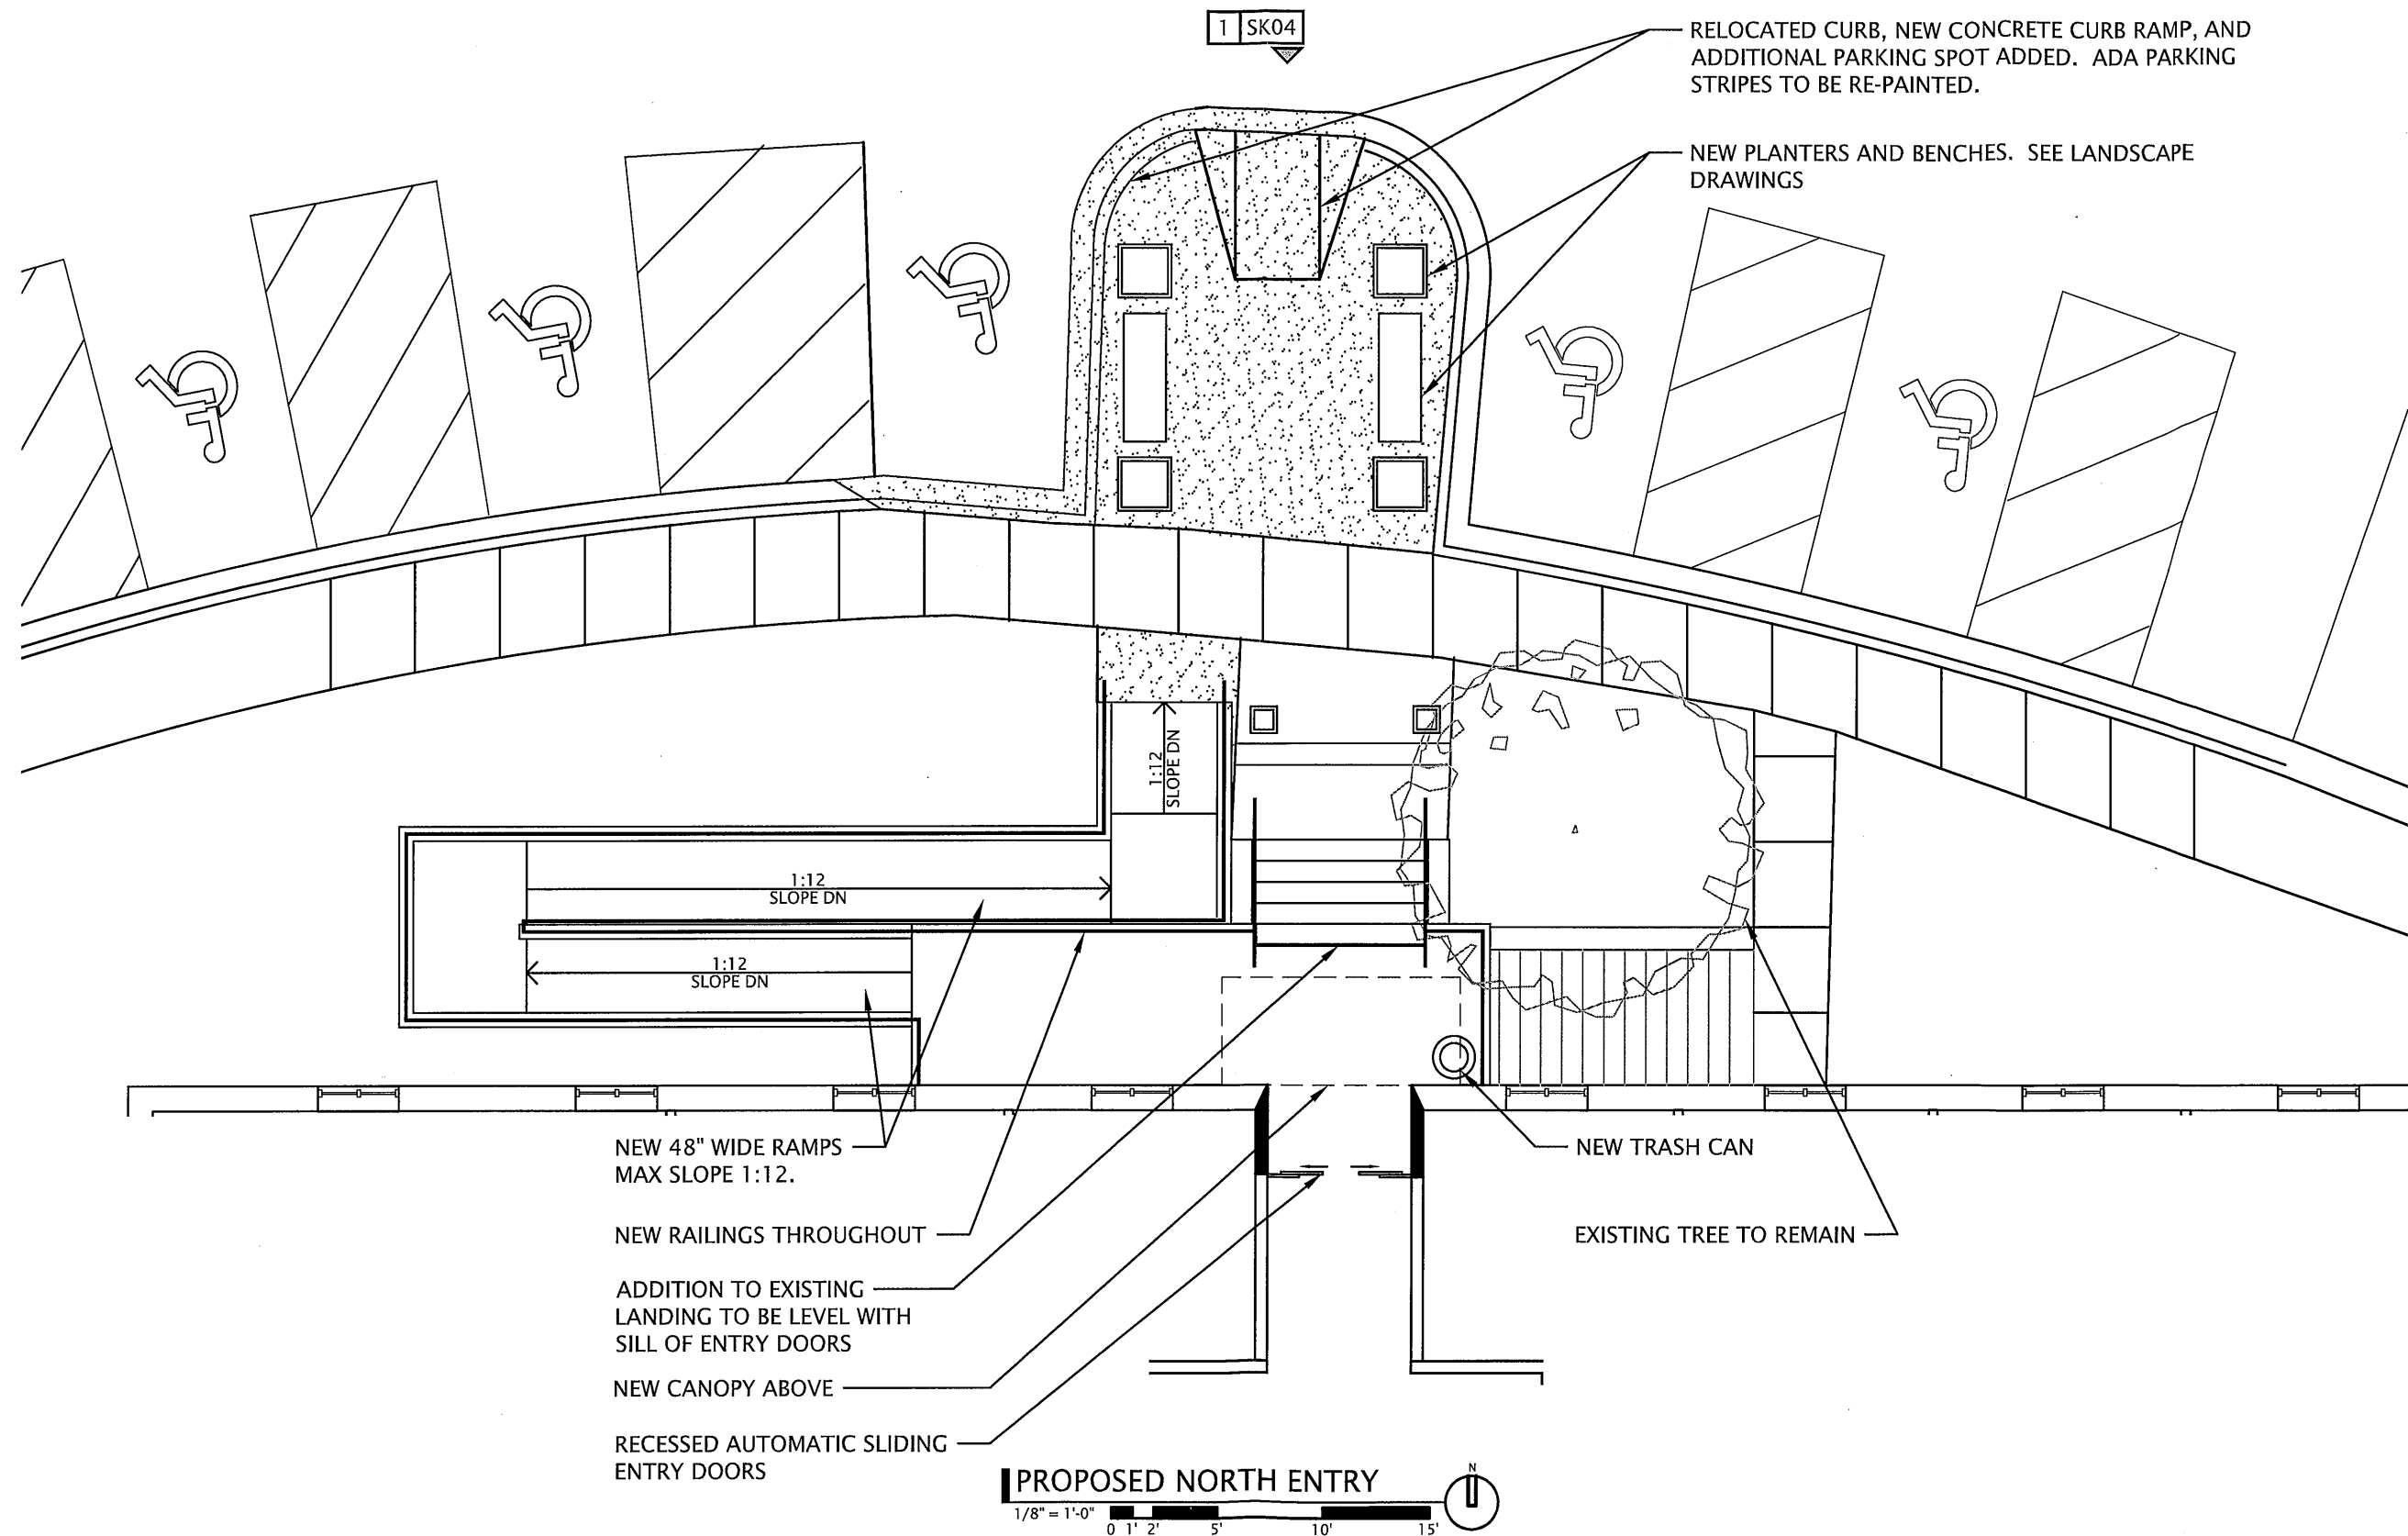 1 SK04
RELOCATED CURB, NEW CONCRETE CURB RAMP, AND
ADDITIONAL PARKING SPOT ADDED. ADA PARKING
STRIPES TO BE RE-PAINTED.
NEW PLANTERS AND BENCHES. SEE LANDSCAPE
DRAWINGS
1:12
SLOPE DN
1:12
SLOPE DN
1:12
SLOPE DN
NEW 48" WIDE RAMPS
MAX SLOPE 1:12.
NEW TRASH CAN
NEW RAILINGS THROUGHOUT
EXISTING TREE TO REMAIN
ADDITION TO EXISTING
LANDING TO BE LEVEL WITH
SILL OF ENTRY DOORS
NEW CANOPY ABOVE
RECESSED AUTOMATIC SLIDING
ENTRY DOORS
PROPOSED NORTH ENTRY
N
1/8" = 1'-0"
0 1' 2' 5' 10' 15'